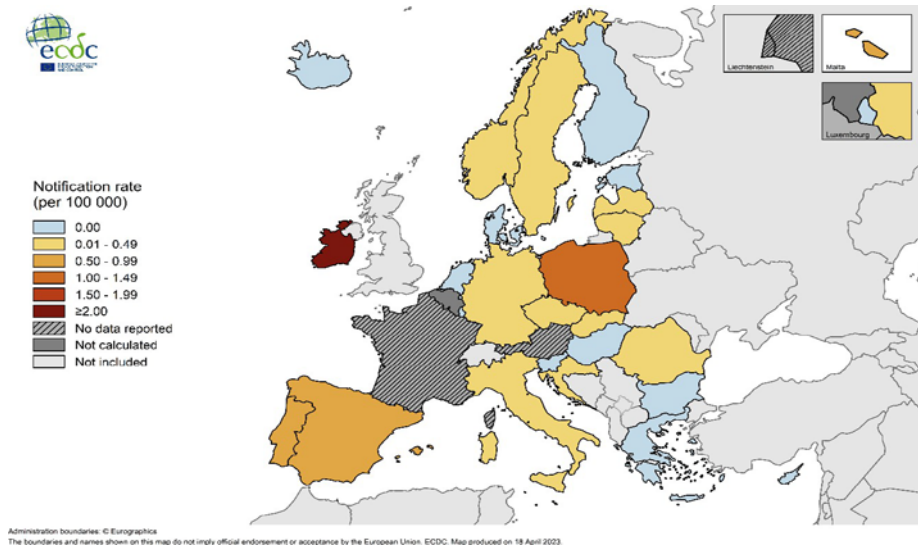 ecdc
Liechtenstein
Malta
Luxembourg
Notification rate
(per 100 000)
0.00
0.01 - 0.49
0.50 - 0.99
1.00 - 1.49
1.50 - 1.99
≥2.00
No data reported
Not calculated
Not included
Administration boundaries: © Eurographics
The boundaries and names shown on this map do not imply official endorsement or acceptance by the European Union. ECDC. Map produced on 18 April 2023.